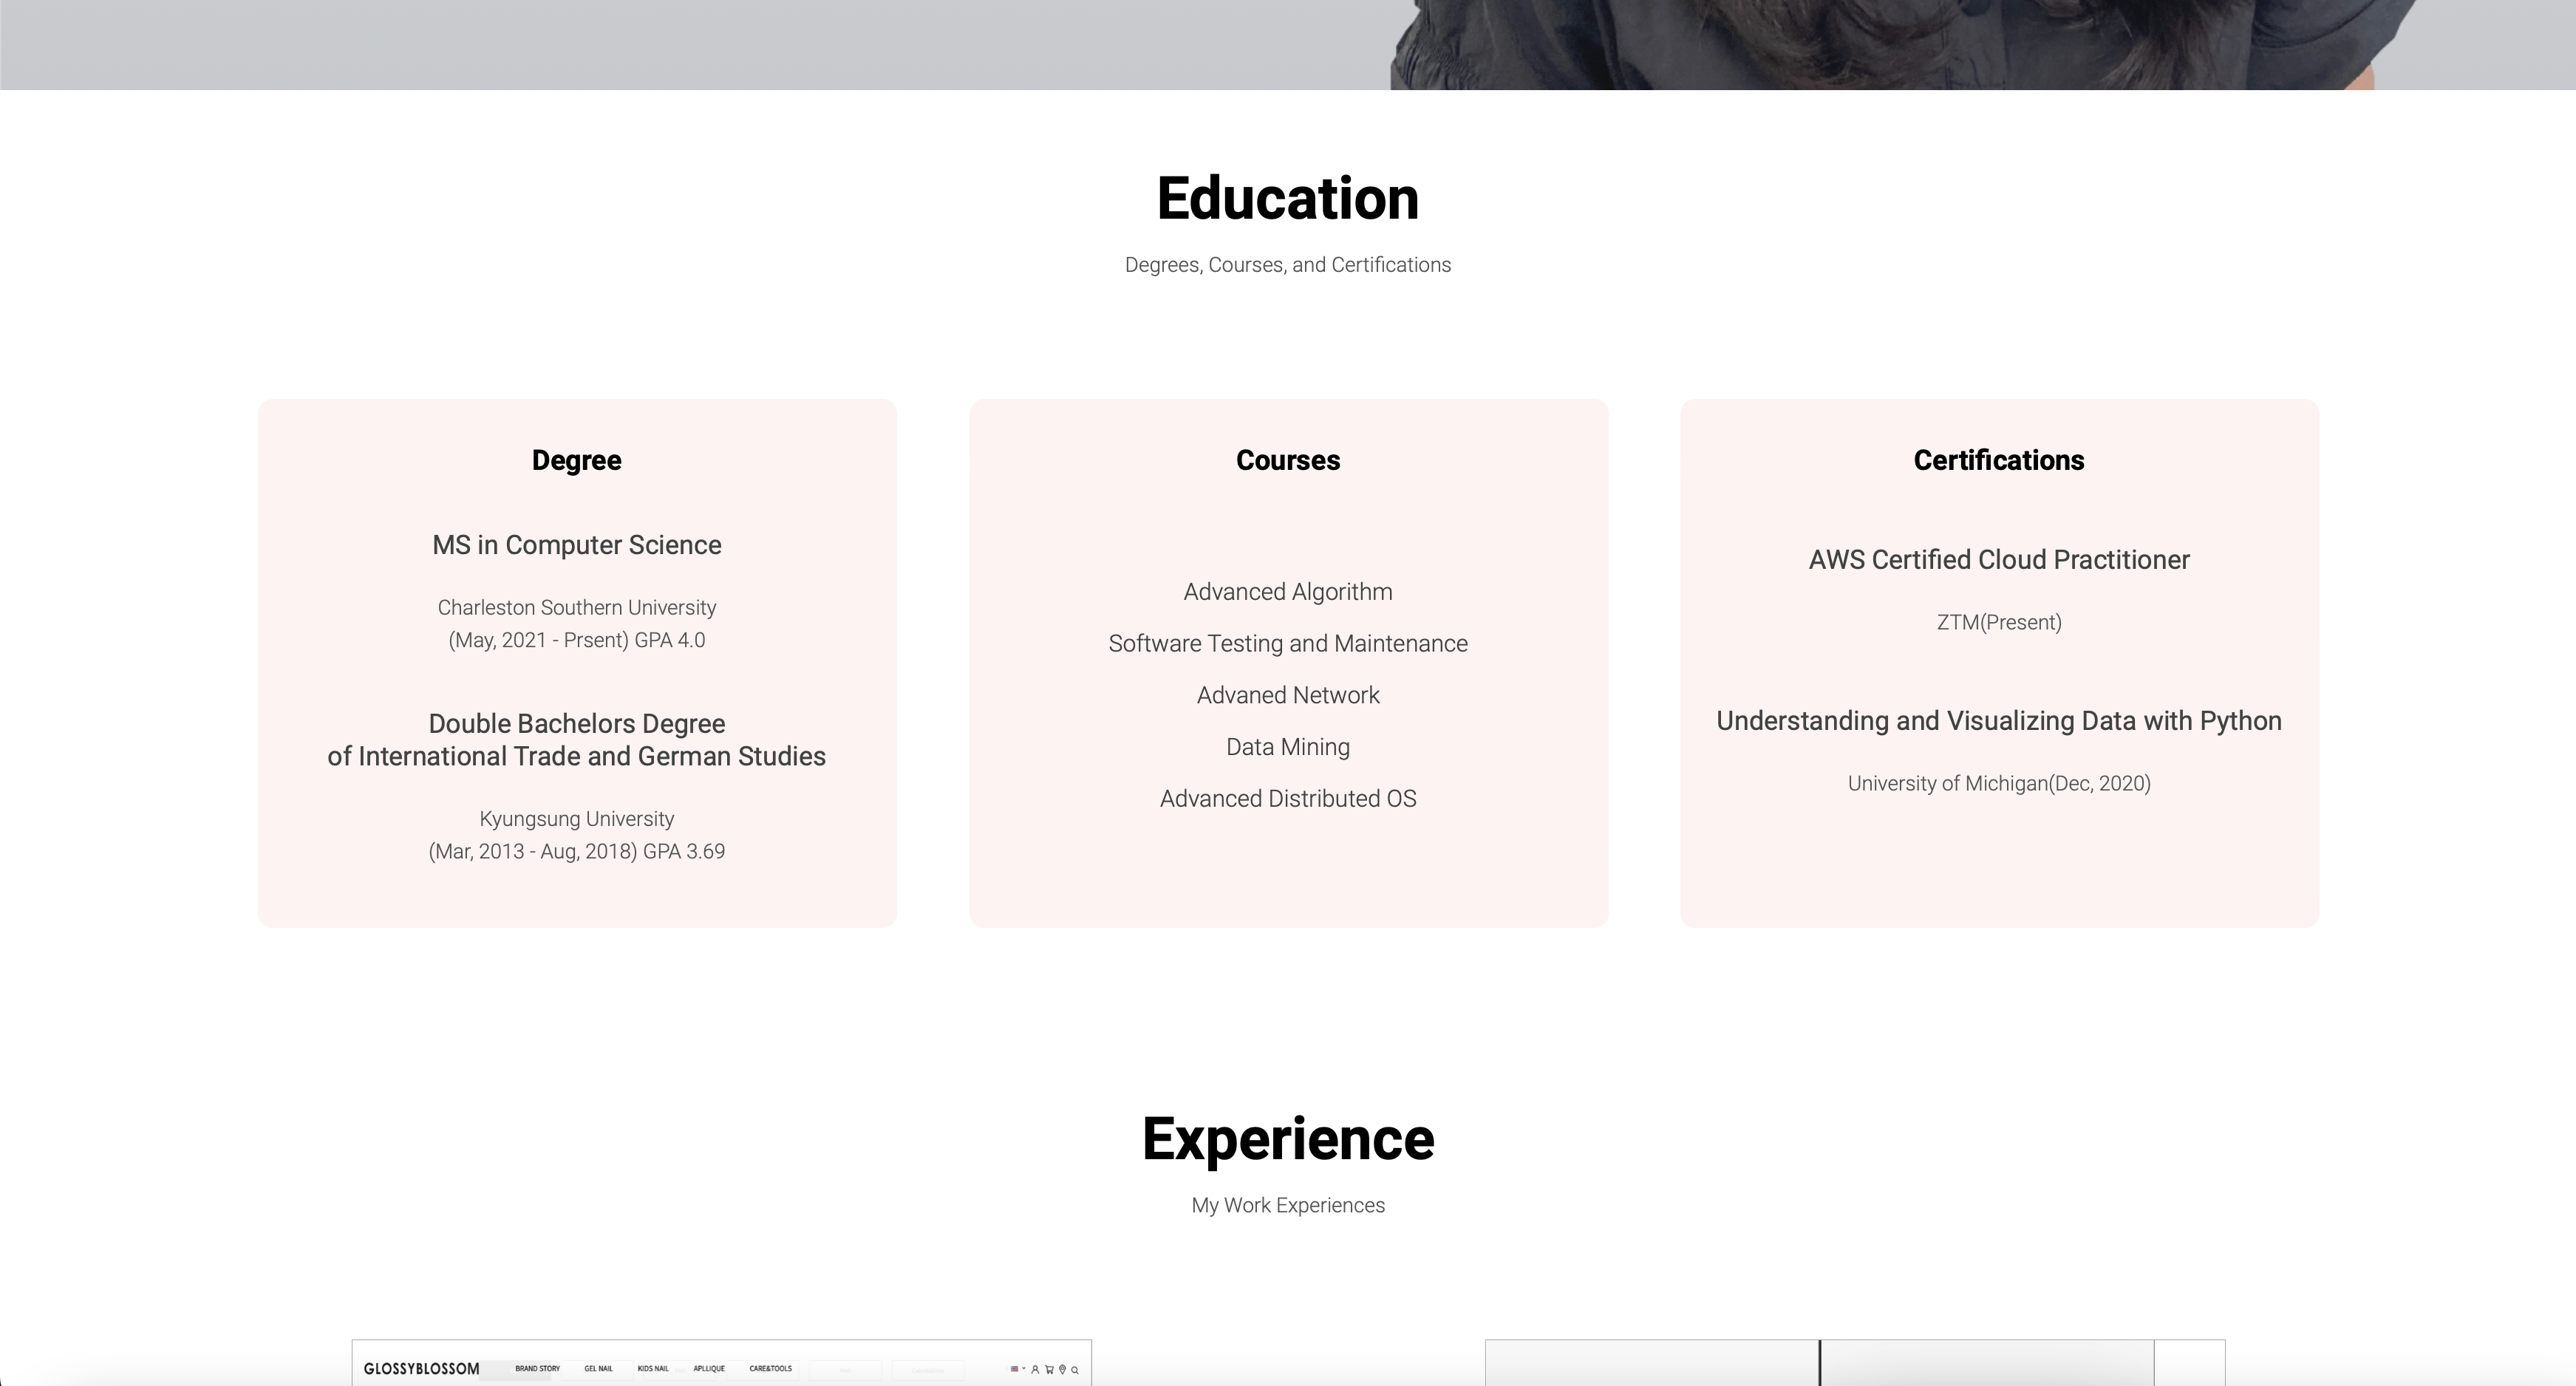 Education
Degrees, Courses, and Certifications
Degree
MS in Computer Science
Charleston Southern University
(May, 2021 - Prsent) GPA 4.0
Double Bachelors Degree
of International Trade and German Studies
Kyungsung University
(Mar, 2013 - Aug, 2018) GPA 3.69
Courses
Advanced Algorithm
Software Testing and Maintenance
Advaned Network
Data Mining
Advanced Distributed OS
Certifications
AWS Certified Cloud Practitioner
ZTM(Present)
Understanding and Visualizing Data with Python
University of Michigan(Dec, 2020)
Experience
My Work Experiences
GLOSSYBLOSSOM BRAND STORY GEL NAIL KIDS NAIL APLLIQUE CARE&TOOLS